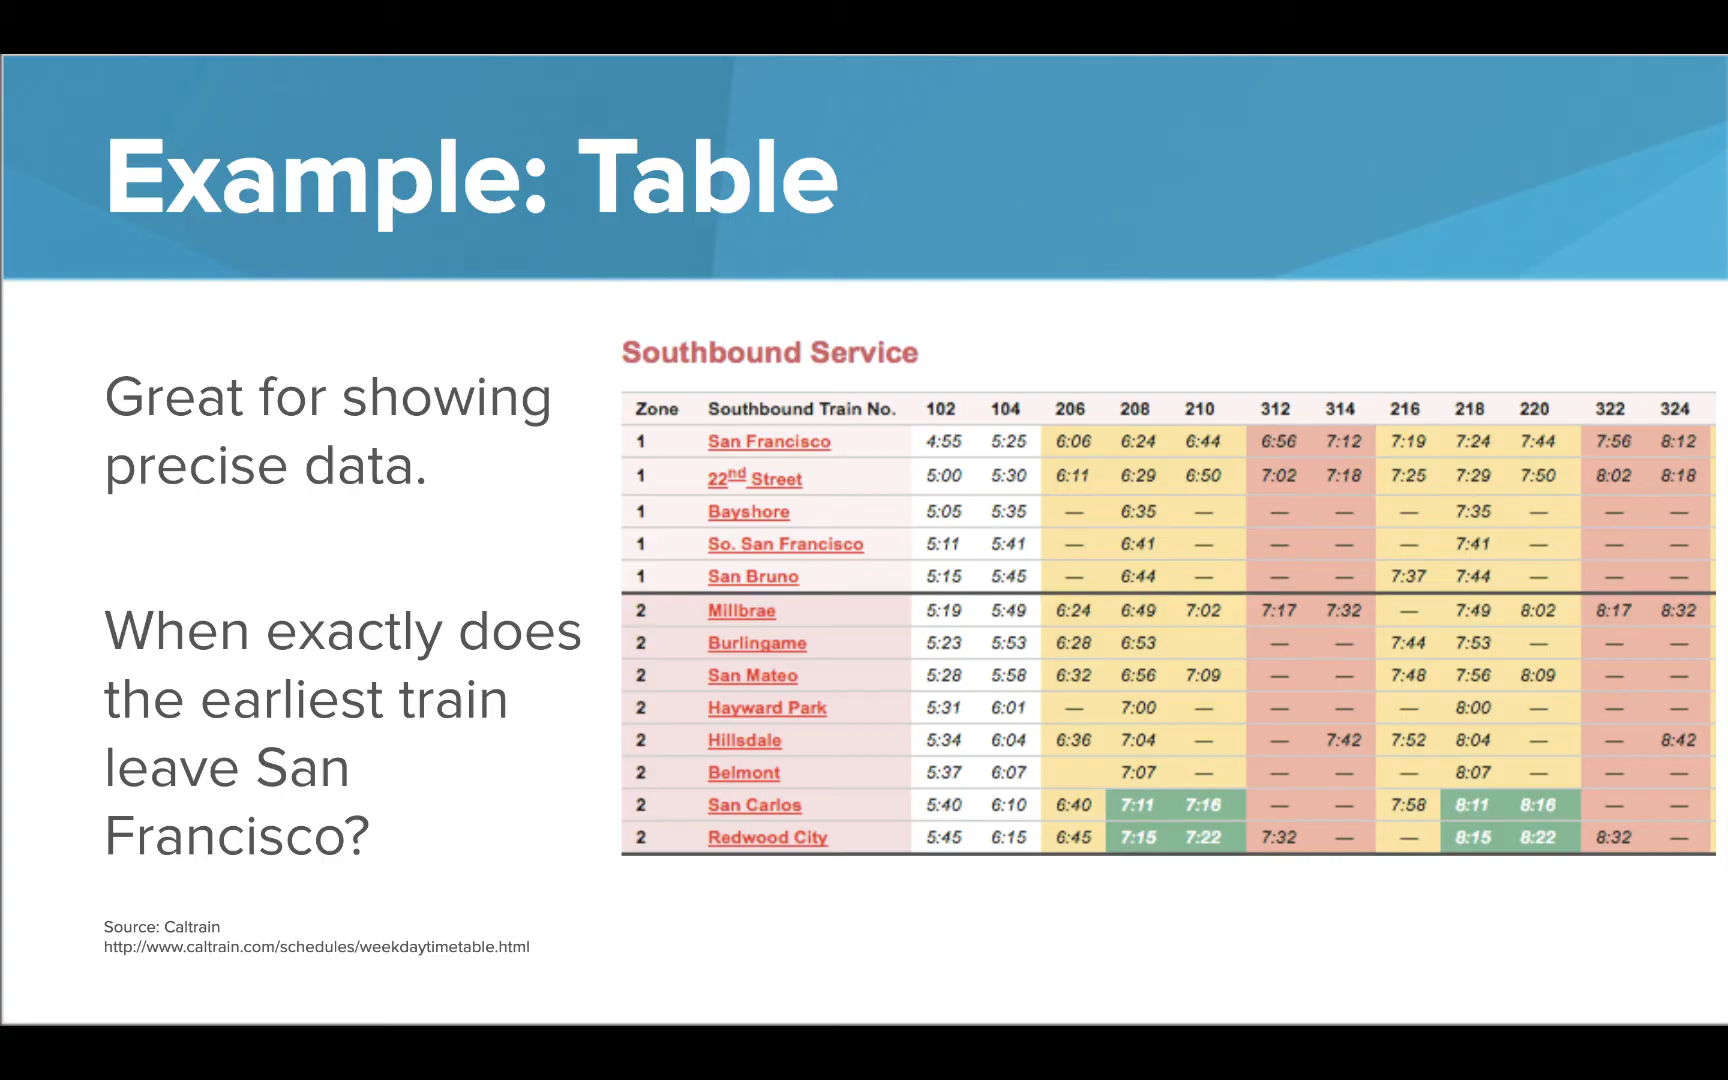 Example: Table
Great for showing
precise data.
When exactly does
the earliest train
leave San
Francisco?
Source: Caltrain
http://www.caltrain.com/schedules/weekdaytimetable.html
Southbound Service
Zone Southbound Train No. 102 104 206 208 210 312 314 216 218 220 322 324
1 San Francisco 4:55 5:25 6:06 6:24 6:44 6:56 7:12 7:19 7:24 7:44 7:56 8:12
1 22nd Street 5:00 5:30 6:11 6:29 6:50 7:02 7:18 7:25 7:29 7:50 8:02 8:18
1 Bayshore 5:05 5:35 — 6:35 — — — — 7:35 — — —
1 So. San Francisco 5:11 5:41 — 6:41 — — — — 7:41 — — —
1 San Bruno 5:15 5:45 — 6:44 — — — 7:37 7:44 — — —
2 Millbrae 5:19 5:49 6:24 6:49 7:02 7:17 7:32 — 7:49 8:02 8:17 8:32
2 Burlingame 5:23 5:53 6:28 6:53 — — 7:44 7:53 — — —
2 San Mateo 5:28 5:58 6:32 6:56 7:09 — — 7:48 7:56 8:09 — —
2 Hayward Park 5:31 6:01 — 7:00 — — — — 8:00 — — —
2 Hillsdale 5:34 6:04 6:36 7:04 — — 7:42 7:52 8:04 — — 8:42
2 Belmont 5:37 6:07 7:07 — — — — 8:07 — — —
2 San Carlos 5:40 6:10 6:40 7:11 7:16 — — 7:58 8:11 8:16 — —
2 Redwood City 5:45 6:15 6:45 7:15 7:22 7:32 — — 8:15 8:22 8:32 —